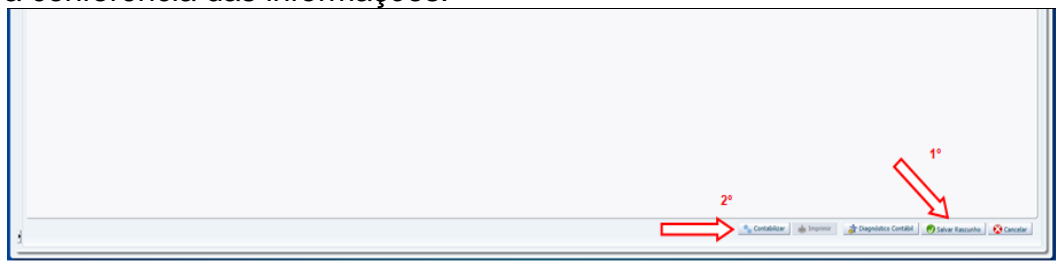 a conferência das informações.
1º
2º
Contabilizar Imprimir Diagnóstico Contábil Salvar Rascunho Cancelar